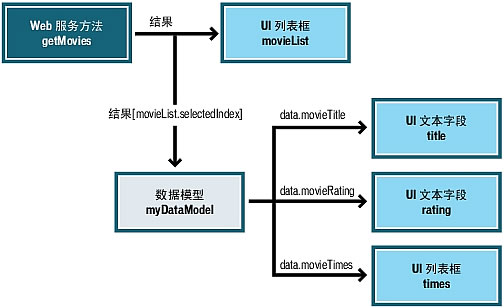 Web 服务方法
getMovies
结果
UI 列表框
movieList
结果[movieList.selectedIndex]
data.movieTitle
UI 文本字段
title
数据模型
myDataModel
data.movieRating
UI 文本字段
rating
data.movieTimes
UI 列表框
times